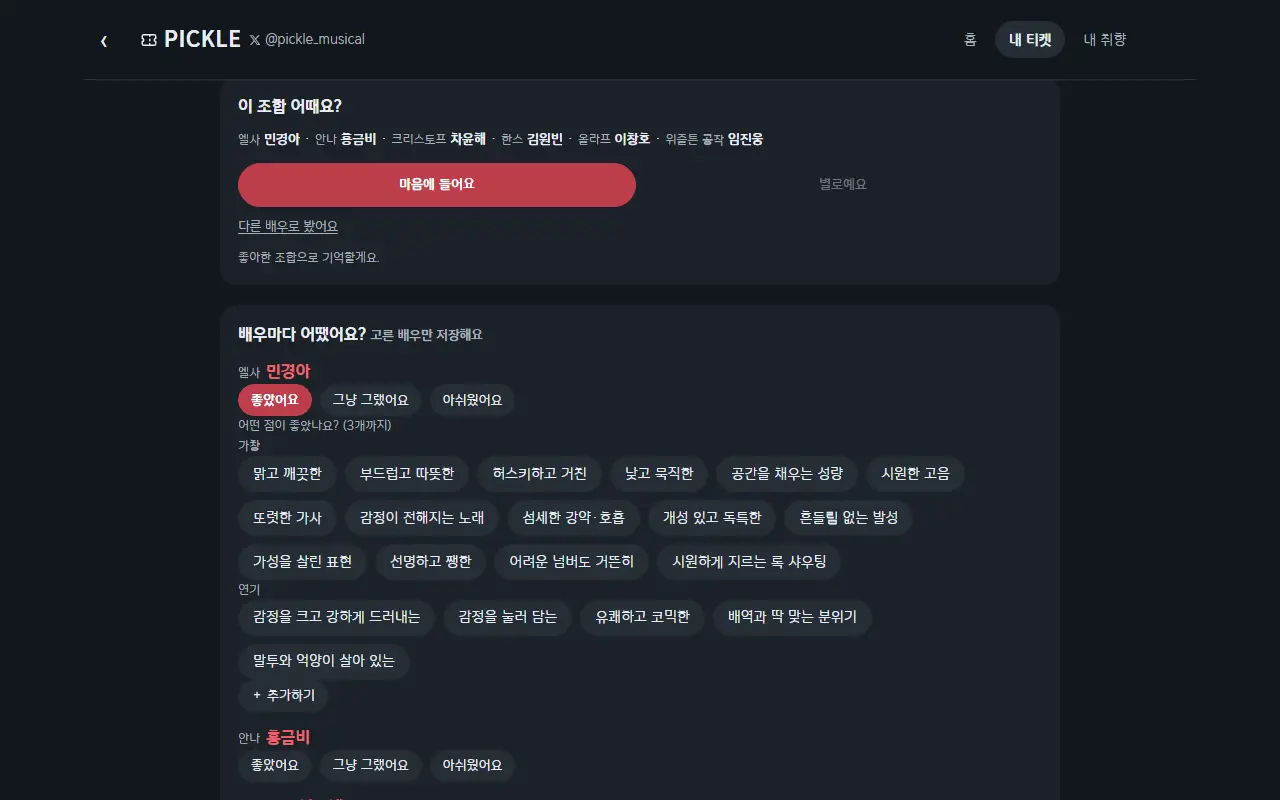 ‹ PICKLE X @pickle_musical 홈 내 티켓 내 취향
이 조합 어때요?
엘사 민경아 · 안나 홍금비 · 크리스토프 차윤해 · 한스 김원빈 · 올라프 이창호 · 위즐튼 공작 임진웅
마음에 들어요 별로예요
다른 배우로 봤어요
좋아한 조합으로 기억할게요.
배우마다 어땠어요? 고른 배우만 저장해요
엘사 민경아
좋았어요 그냥 그랬어요 아쉬웠어요
어떤 점이 좋았나요? (3개까지)
가창
맑고 깨끗한 부드럽고 따뜻한 허스키하고 거친 낮고 묵직한 공간을 채우는 성량 시원한 고음
또렷한 가사 감정이 전해지는 노래 섬세한 강약·호흡 개성 있고 독특한 흔들림 없는 발성
가성을 살린 표현 선명하고 쨍한 어려운 넘버도 거뜬히 시원하게 지르는 록 샤우팅
연기
감정을 크고 강하게 드러내는 감정을 눌러 담는 유쾌하고 코믹한 배역과 딱 맞는 분위기
말투와 억양이 살아 있는
+ 추가하기
안나 홍금비
좋았어요 그냥 그랬어요 아쉬웠어요